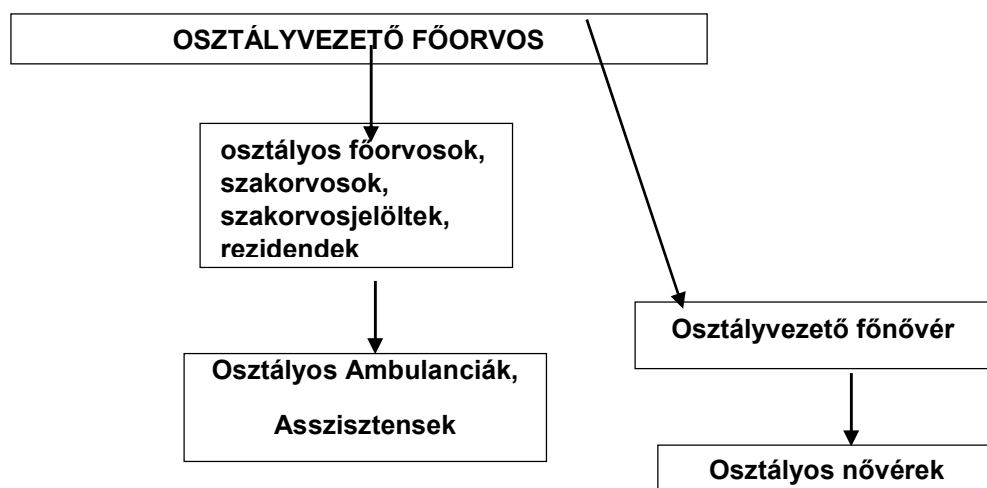 OSZTÁLYVEZETŐ FŐORVOS
osztályos főorvosok,
szakorvosok,
szakorvosjelöltek,
rezidendek
Osztályvezető főnővér
Osztályos Ambulanciák,
Asszisztensek
Osztályos nővérek